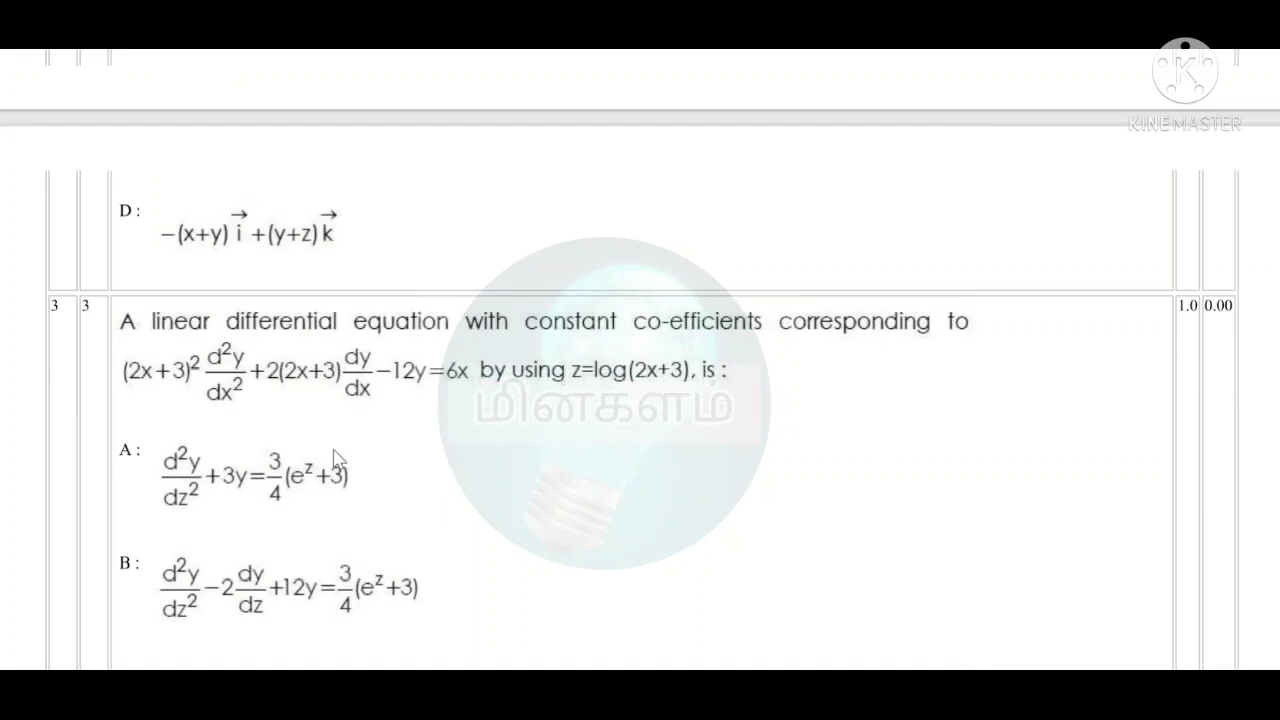 K
KINEMASTER
D :
−(x+y) i⃗ +(y+z) k⃗
3 3 A linear differential equation with constant co-efficients corresponding to 1.0 0.00
(2x+3)² d²y/dx² +2(2x+3) dy/dx −12y=6x by using z=log(2x+3), is :
மின்களம்
A :
d²y/dz² +3y= 3/4 (e^z +3)
B :
d²y/dz² −2 dy/dz +12y= 3/4 (e^z +3)